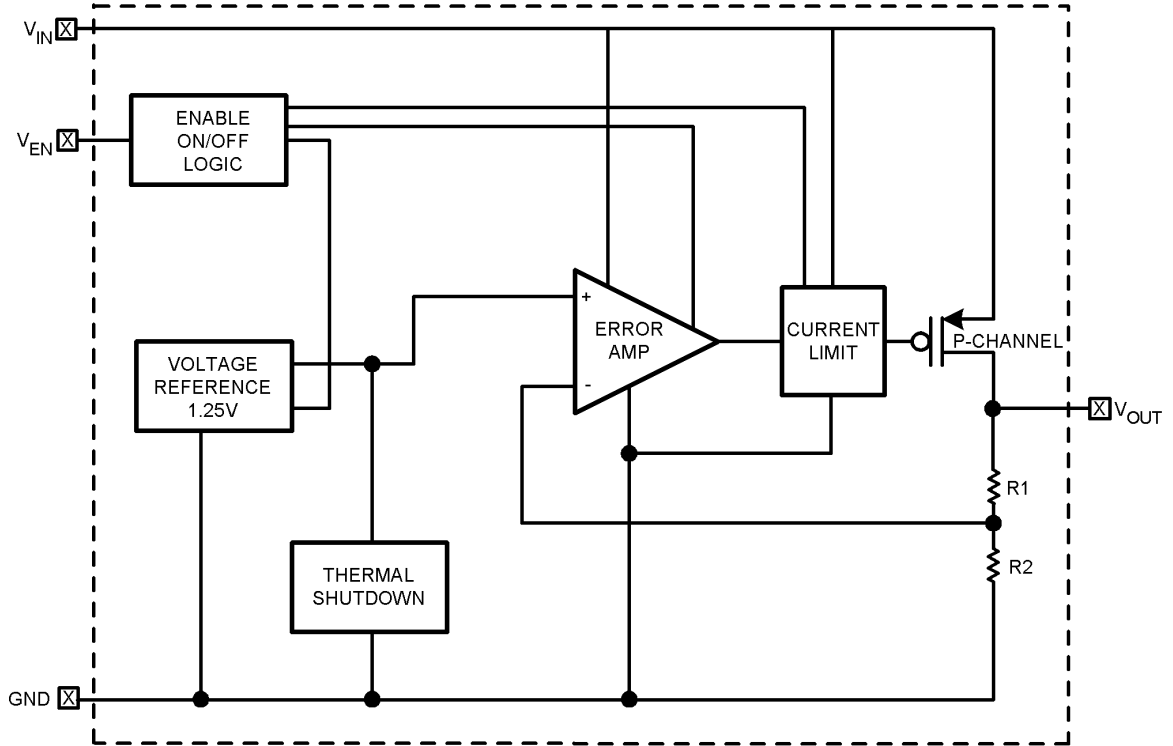 VIN X
ENABLE
ON/OFF
LOGIC
VEN X
+
ERROR
AMP
-
CURRENT
LIMIT
P-CHANNEL
VOLTAGE
REFERENCE
1.25V
X VOUT
R1
R2
THERMAL
SHUTDOWN
GND X